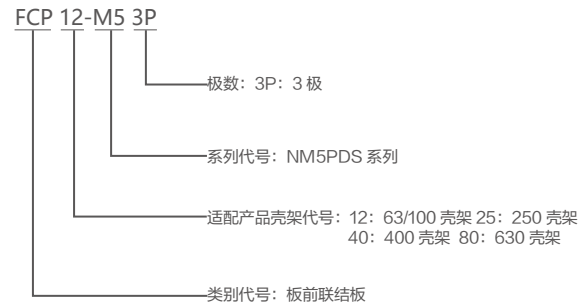 FCP 12-M5 3P
极数：3P：3 极
系列代号：NM5PDS 系列
适配产品壳架代号：12：63/100 壳架 25：250 壳架
40：400 壳架 80：630 壳架
类别代号：板前联结板